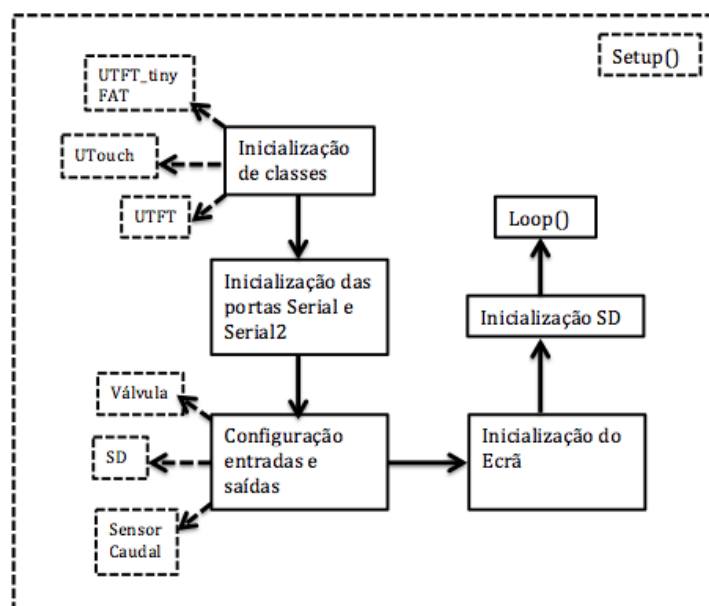 Setup()
UTFT_tiny
FAT
UTouch
UTFT
Inicialização
de classes
Inicialização das
portas Serial e
Serial2
Válvula
SD
Sensor
Caudal
Configuração
entradas e
saídas
Inicialização do
Ecrã
Inicialização SD
Loop()